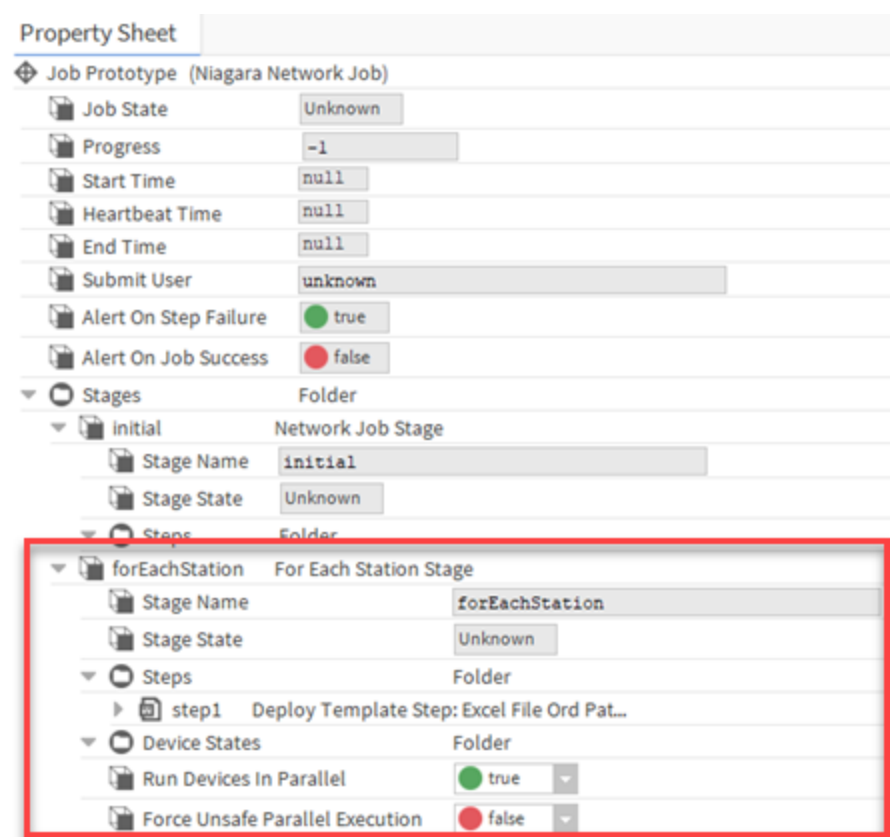 Property Sheet
Job Prototype (Niagara Network Job)
Job State Unknown
Progress -1
Start Time null
Heartbeat Time null
End Time null
Submit User unknown
Alert On Step Failure true
Alert On Job Success false
Stages Folder
initial Network Job Stage
Stage Name initial
Stage State Unknown
Steps Folder
forEachStation For Each Station Stage
Stage Name forEachStation
Stage State Unknown
Steps Folder
step1 Deploy Template Step: Excel File Ord Pat...
Device States Folder
Run Devices In Parallel true
Force Unsafe Parallel Execution false